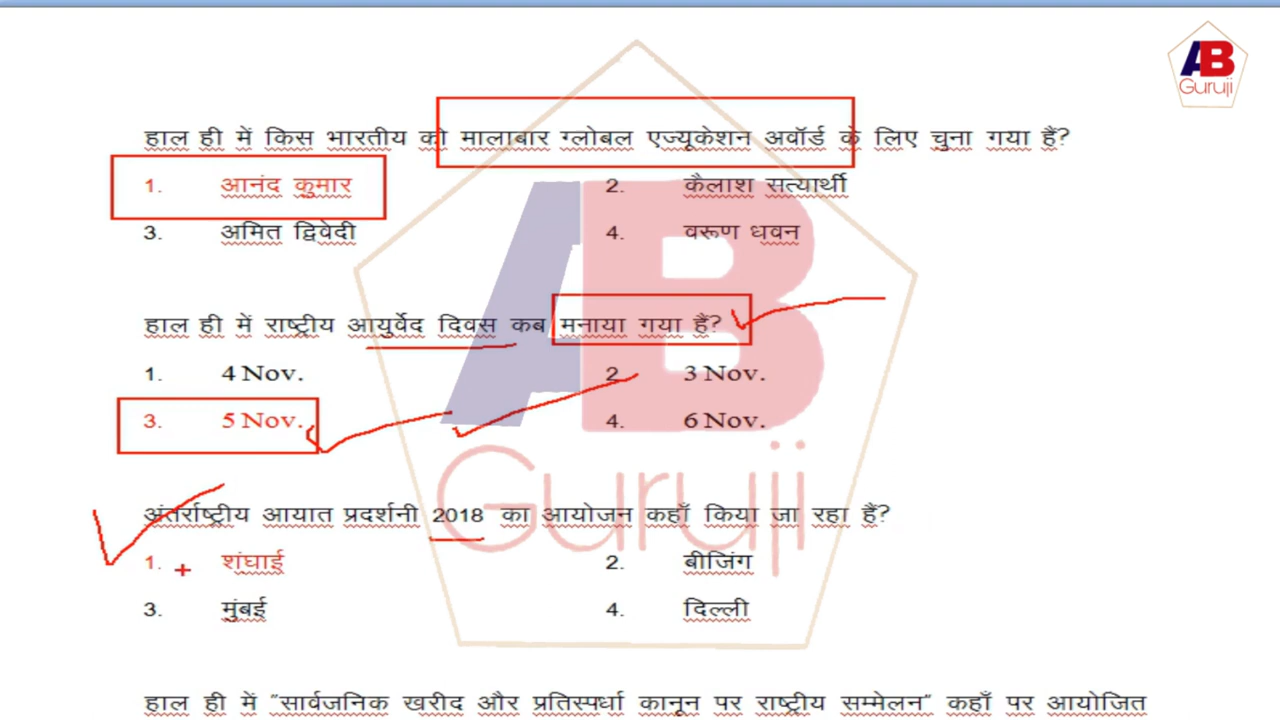 AB
Guruji
हाल ही में किस भारतीय को मालाबार ग्लोबल एज्यूकेशन अवॉर्ड के लिए चुना गया हैं?
1. आनंद कुमार 2. कैलाश सत्यार्थी
3. अमित द्विवेदी 4. वरूण धवन
हाल ही में राष्ट्रीय आयुर्वेद दिवस कब मनाया गया हैं?
1. 4 Nov. 2. 3 Nov.
3. 5 Nov. 4. 6 Nov.
AB
Guruji
अंतर्राष्ट्रीय आयात प्रदर्शनी 2018 का आयोजन कहाँ किया जा रहा हैं?
1. शंघाई 2. बीजिंग
3. मुंबई 4. दिल्ली
हाल ही में "सार्वजनिक खरीद और प्रतिस्पर्धा कानून पर राष्ट्रीय सम्मेलन" कहाँ पर आयोजित